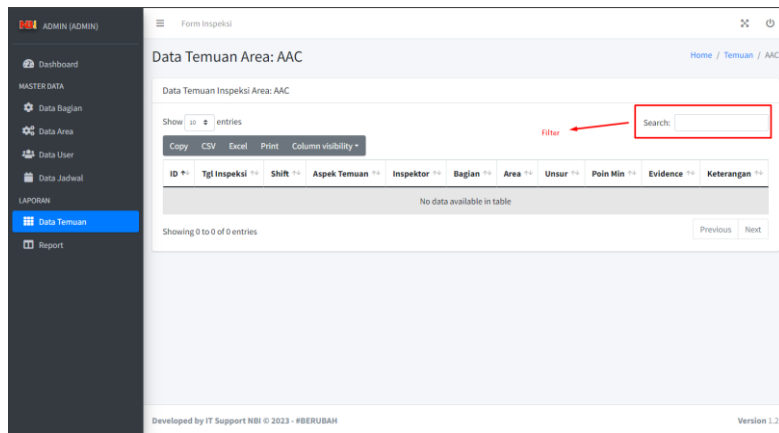 NBI ADMIN (ADMIN)
Form Inspeksi
Dashboard
MASTER DATA
Data Bagian
Data Area
Data User
Data Jadwal
LAPORAN
Data Temuan
Report
Data Temuan Area: AAC
Home / Temuan / AAC
Data Temuan Inspeksi Area: AAC
Show 10 entries
Filter
Search:
Copy CSV Excel Print Column visibility
ID Tgl Inspeksi Shift Aspek Temuan Inspektor Bagian Area Unsur Poin Min Evidence Keterangan
No data available in table
Showing 0 to 0 of 0 entries
Previous Next
Developed by IT Support NBI © 2023 - #BERUBAH
Version 1.2